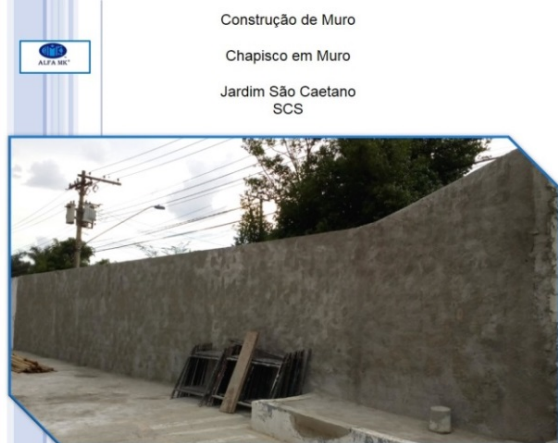 Construção de Muro
Chapisco em Muro
Jardim São Caetano
SCS
ALFA MK